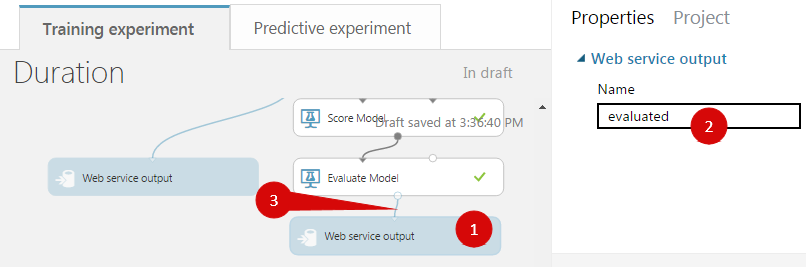 Training experiment
Predictive experiment
Duration
In draft
Score Model
Draft saved at 3:36:40 PM
Web service output
Evaluate Model
3
Web service output
1
Properties
Project
Web service output
Name
evaluated
2